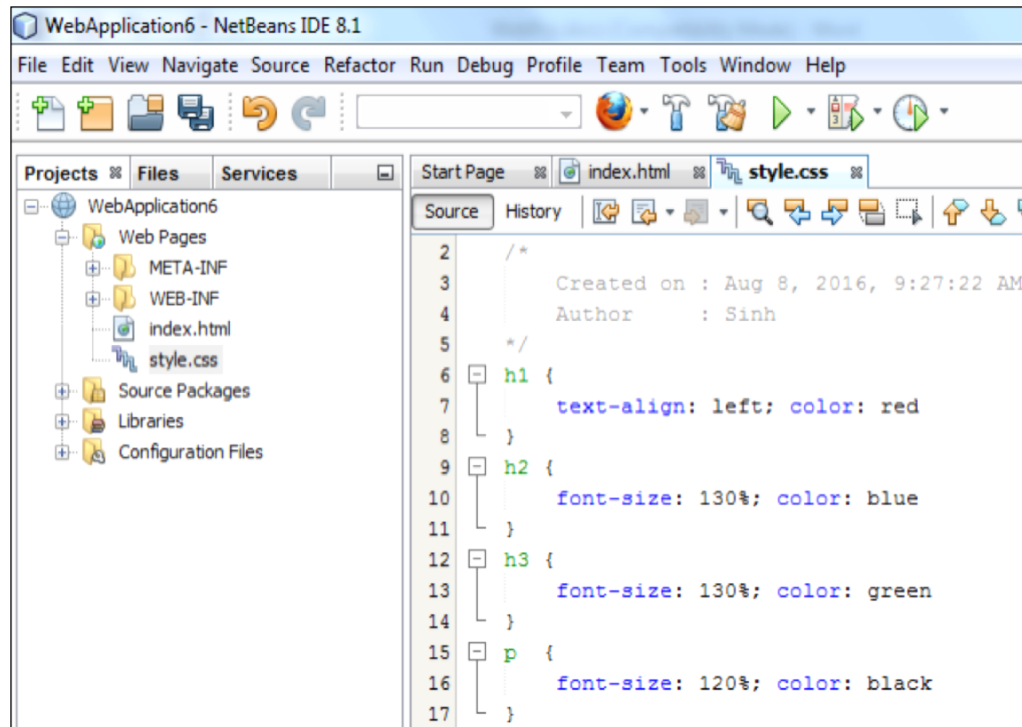 WebApplication6 - NetBeans IDE 8.1
File Edit View Navigate Source Refactor Run Debug Profile Team Tools Window Help
Projects Files Services
WebApplication6
Web Pages
META-INF
WEB-INF
index.html
style.css
Source Packages
Libraries
Configuration Files
Start Page index.html style.css
Source History
2 /*
3 Created on : Aug 8, 2016, 9:27:22 AM
4 Author : Sinh
5 */
6 h1 {
7 text-align: left; color: red
8 }
9 h2 {
10 font-size: 130%; color: blue
11 }
12 h3 {
13 font-size: 130%; color: green
14 }
15 p {
16 font-size: 120%; color: black
17 }